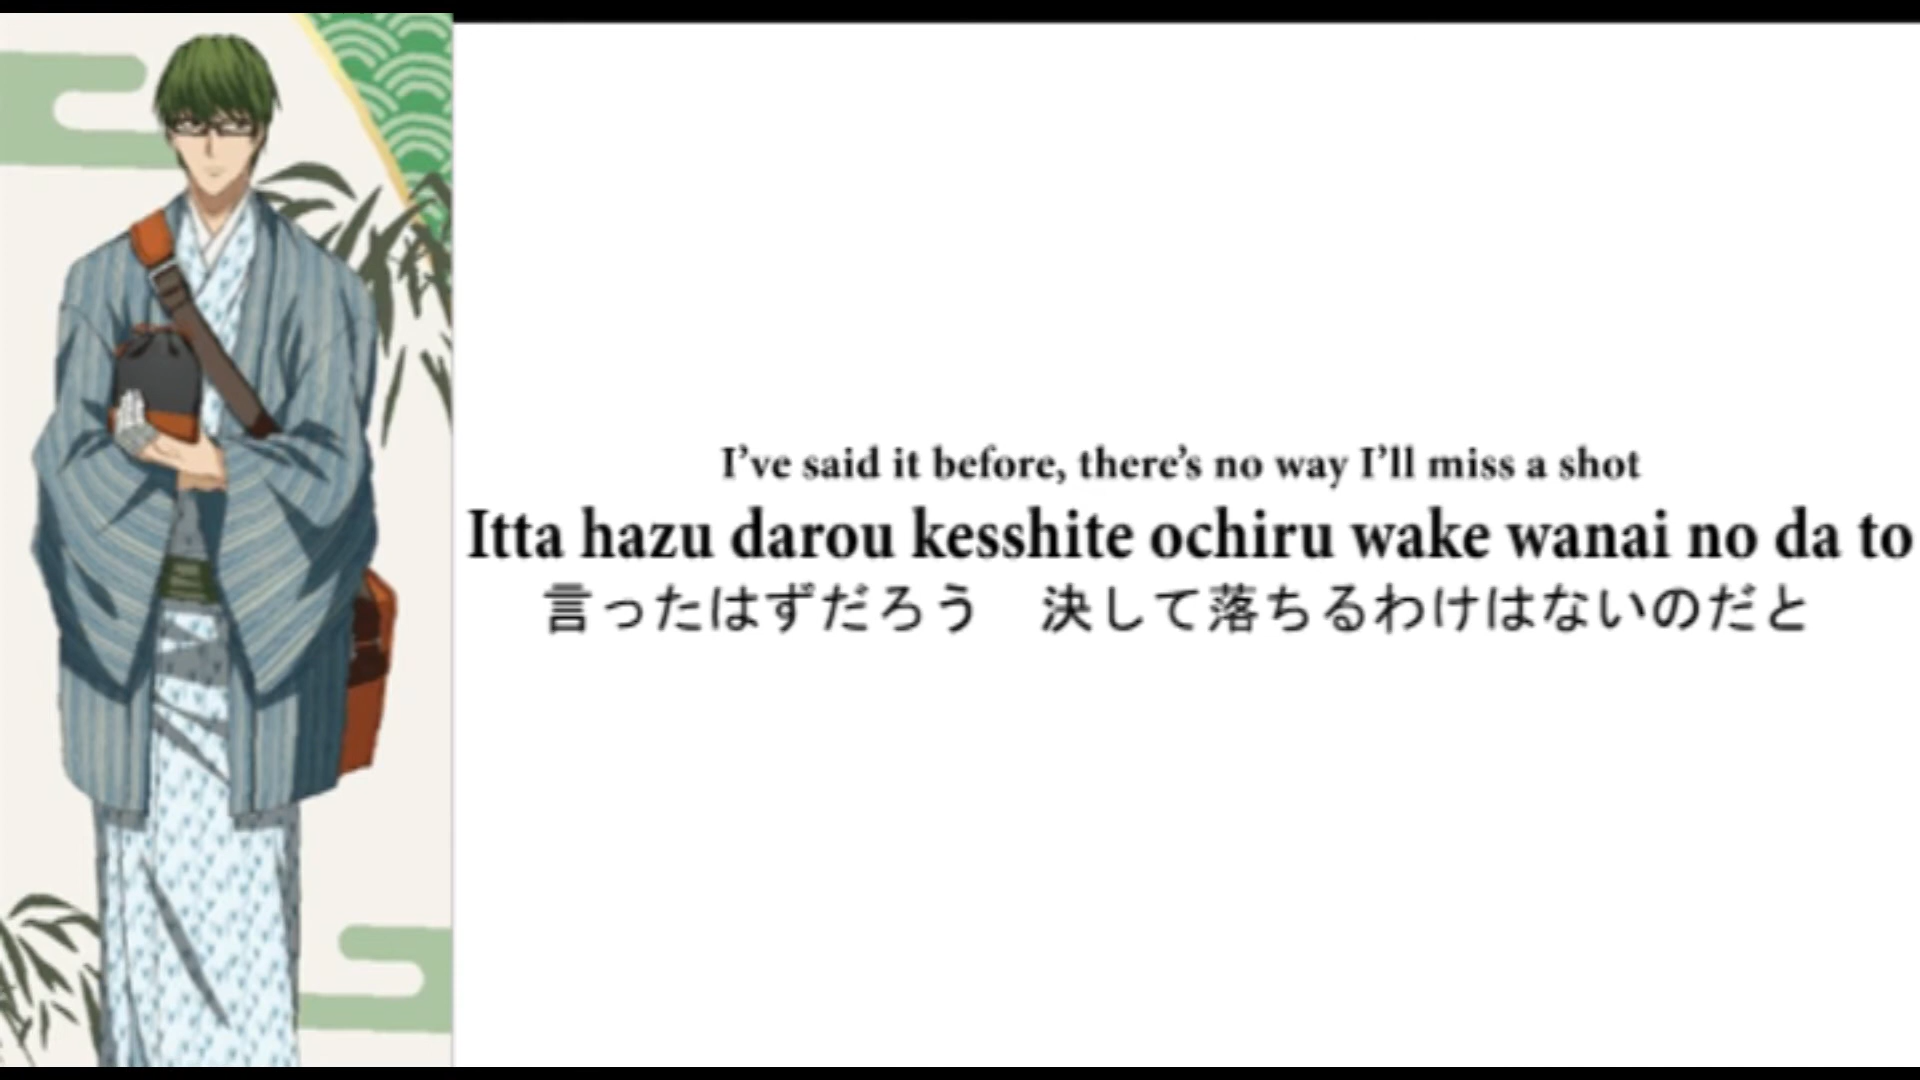 I've said it before, there's no way I'll miss a shot
Itta hazu darou kesshite ochiru wake wanai no da to
言ったはずだろう　決して落ちるわけはないのだと